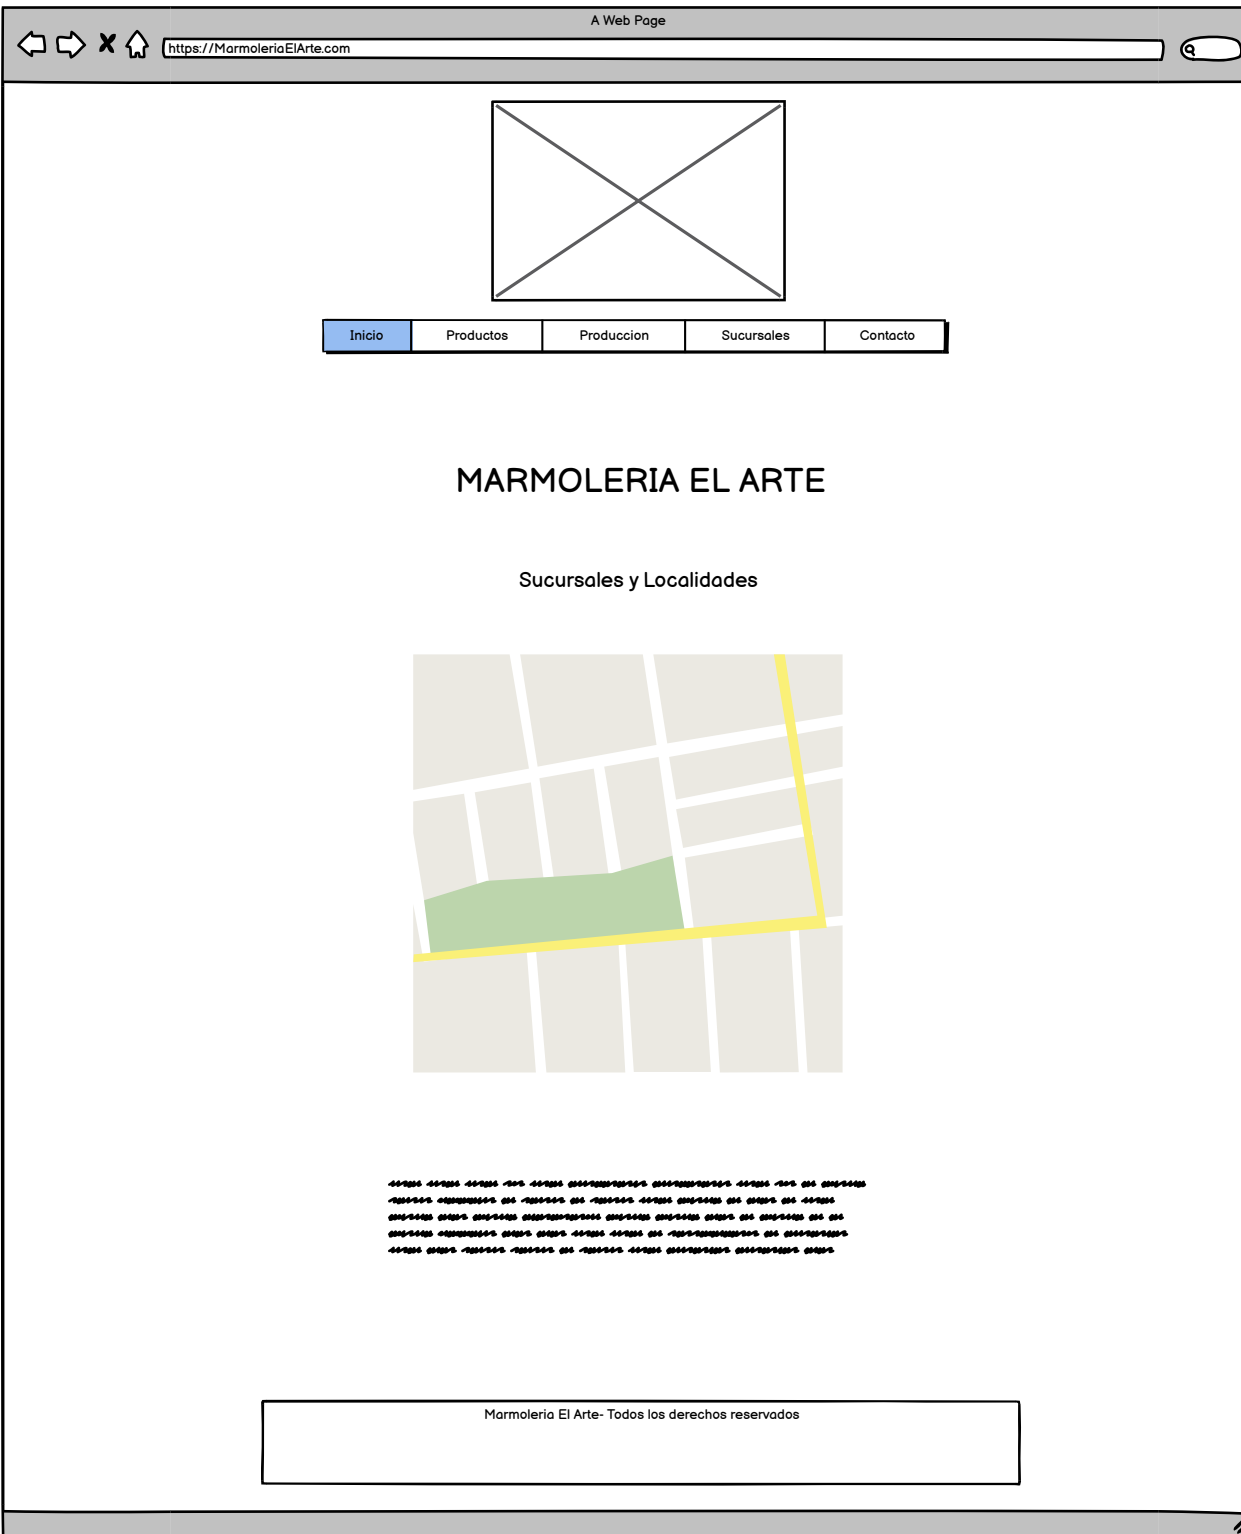 A Web Page
https://MarmoleriaElArte.com
Inicio Productos Produccion Sucursales Contacto
MARMOLERIA EL ARTE
Sucursales y Localidades
Marmoleria El Arte- Todos los derechos reservados